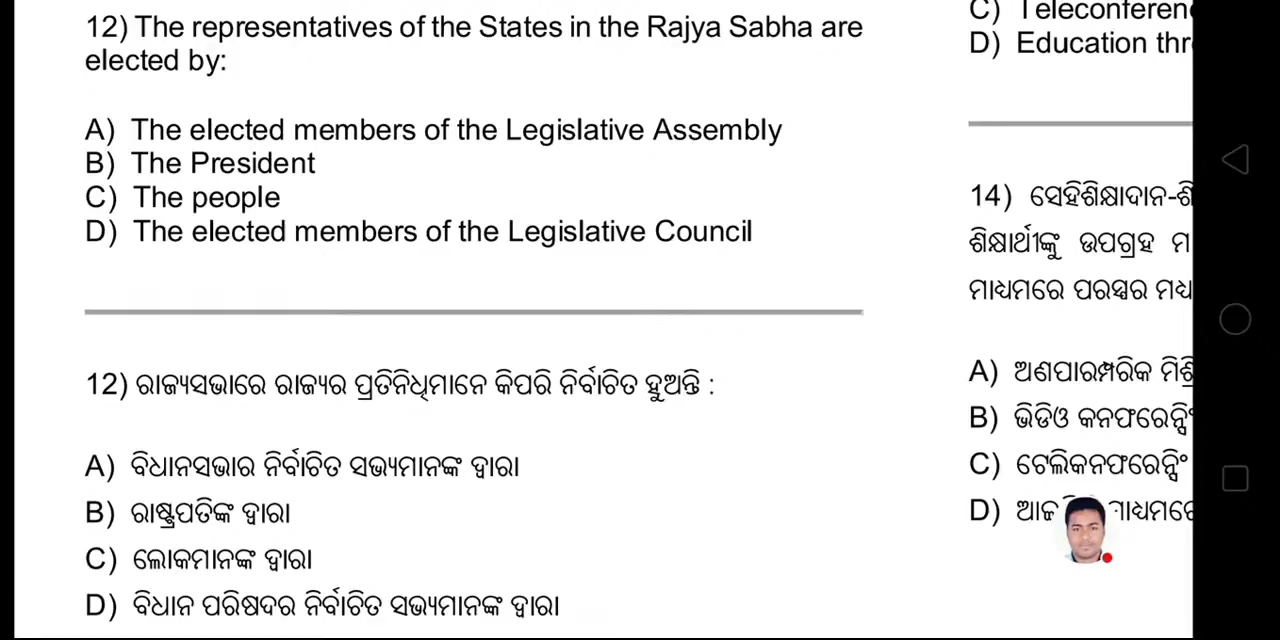 12) The representatives of the States in the Rajya Sabha are
elected by:
A) The elected members of the Legislative Assembly
B) The President
C) The people
D) The elected members of the Legislative Council
12) ରାଜ୍ୟସଭାରେ ରାଜ୍ୟର ପ୍ରତିନିଧିମାନେ କିପରି ନିର୍ବାଚିତ ହୁଅନ୍ତି :
A) ବିଧାନସଭାର ନିର୍ବାଚିତ ସଭ୍ୟମାନଙ୍କ ଦ୍ୱାରା
B) ରାଷ୍ଟ୍ରପତିଙ୍କ ଦ୍ୱାରା
C) ଲୋକମାନଙ୍କ ଦ୍ୱାରା
D) ବିଧାନ ପରିଷଦର ନିର୍ବାଚିତ ସଭ୍ୟମାନଙ୍କ ଦ୍ୱାରା
C)
D) Education
14) ସେହିଶିକ୍ଷାଦାନ-
ଶିକ୍ଷାର୍ଥୀଙ୍କୁ ଉପଗ୍ରହ
ମାଧ୍ୟମରେ ପରସ୍ପର
A) ଅଣପାରମ୍ପରିକ
B) ଭିଡିଓ
C) ଟେଲିକନଫରେନ୍ସିଂ
D)